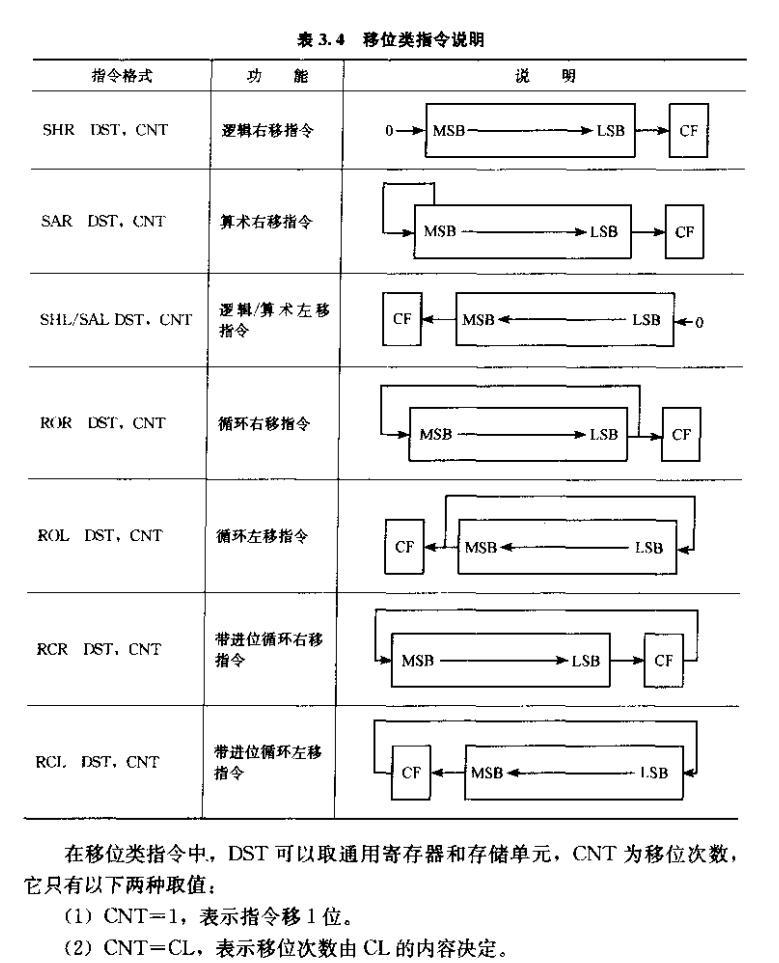 表 3.4 移位类指令说明
指令格式 功 能 说 明
SHR DST，CNT 逻辑右移指令 0 MSB LSB CF
SAR DST，CNT 算术右移指令 MSB LSB CF
SHL/SAL DST，CNT 逻辑/算术左移
指令 CF MSB LSB 0
ROR DST，CNT 循环右移指令 MSB LSB CF
ROL DST，CNT 循环左移指令 CF MSB LSB
RCR DST，CNT 带进位循环右移
指令 MSB LSB CF
RCL DST，CNT 带进位循环左移
指令 CF MSB LSB
在移位类指令中，DST 可以取通用寄存器和存储单元，CNT 为移位次数，
它只有以下两种取值：
（1）CNT＝1，表示指令移 1 位。
（2）CNT＝CL，表示移位次数由 CL 的内容决定。